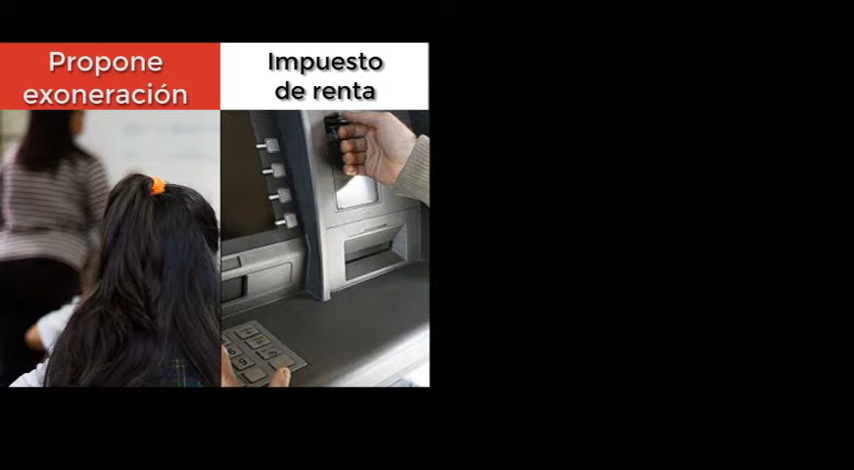 Propone
exoneración
Impuesto
de renta